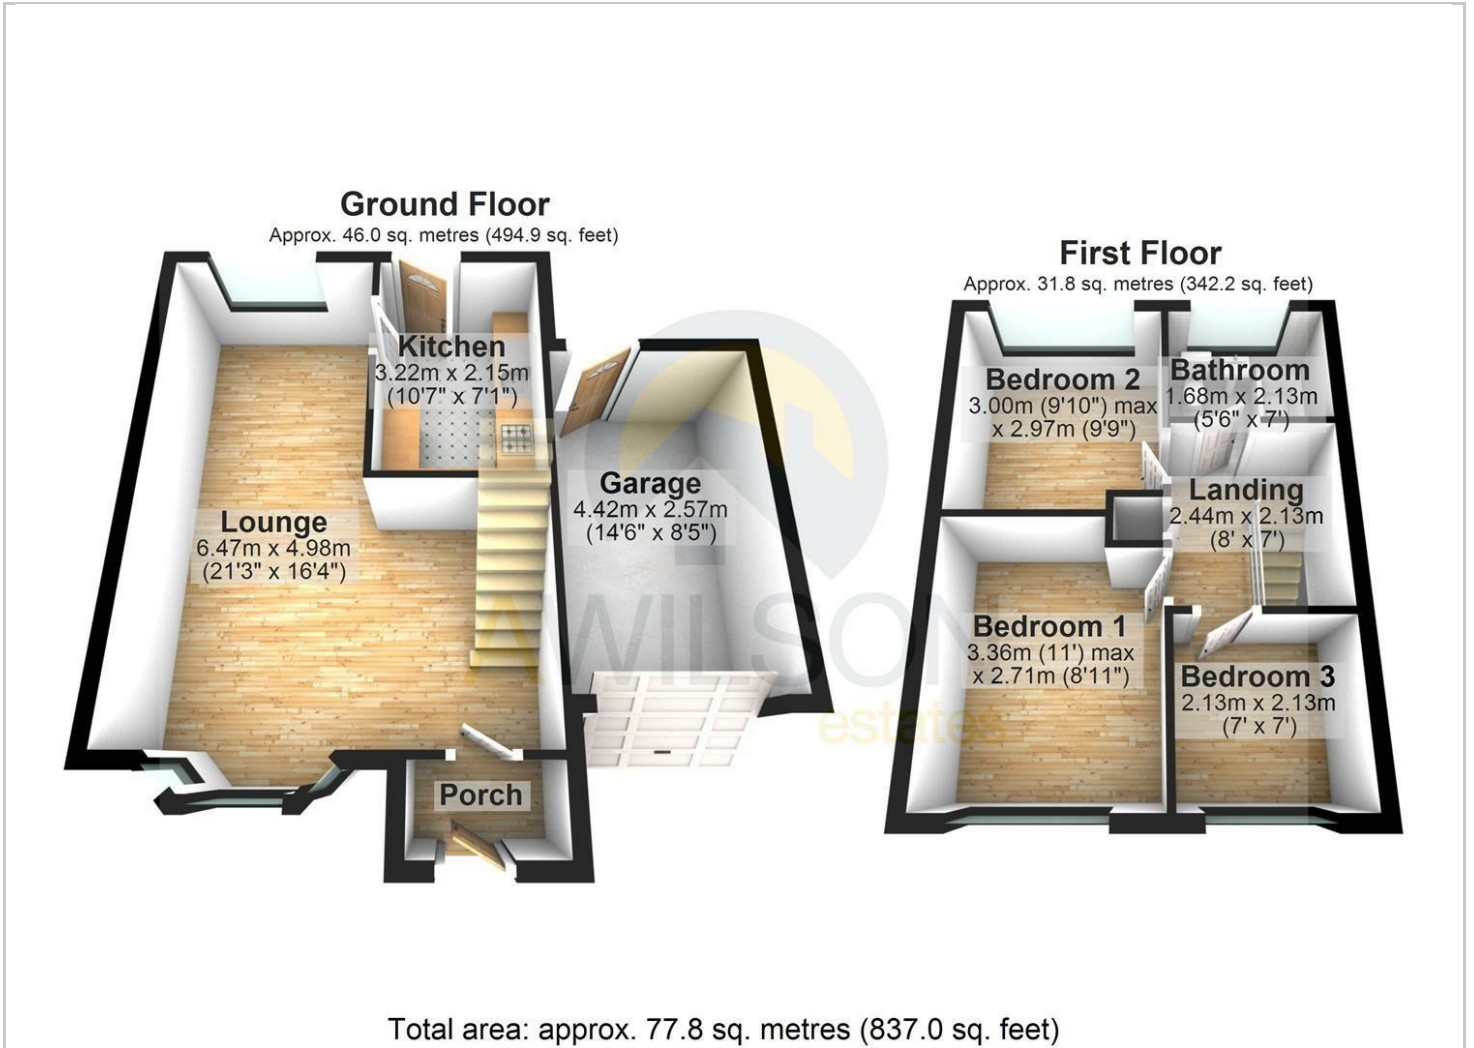 Ground Floor
Approx. 46.0 sq. metres (494.9 sq. feet)
Kitchen
3.22m x 2.15m
(10'7" x 7'1")
Lounge
6.47m x 4.98m
(21'3" x 16'4")
Garage
4.42m x 2.57m
(14'6" x 8'5")
Porch
First Floor
Approx. 31.8 sq. metres (342.2 sq. feet)
Bedroom 2
3.00m (9'10") max
x 2.97m (9'9")
Bathroom
1.68m x 2.13m
(5'6" x 7')
Landing
2.44m x 2.13m
(8' x 7')
Bedroom 1
3.36m (11') max
x 2.71m (8'11")
Bedroom 3
2.13m x 2.13m
(7' x 7')
AWILSON
estates
Total area: approx. 77.8 sq. metres (837.0 sq. feet)